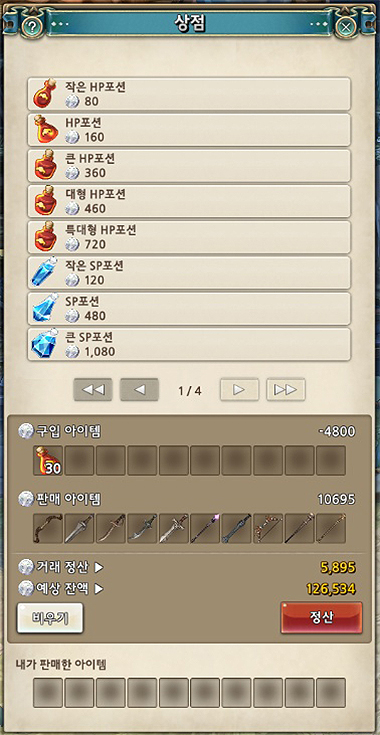 ?
상점
작은 HP포션
80
HP포션
160
큰 HP포션
360
대형 HP포션
460
특대형 HP포션
720
작은 SP포션
120
SP포션
480
큰 SP포션
1,080
1 / 4
구입 아이템 -4800
30
판매 아이템 10695
거래 정산 ▶ 5,895
예상 잔액 ▶ 126,534
비우기 정산
내가 판매한 아이템